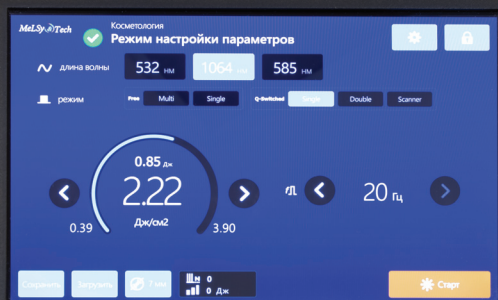 MeLSyTech
Косметология
Режим настройки параметров
длина волны 532 нм 1064 нм 585 нм
режим Free Multi Single Q-Switched Single Double Scanner
0.85 дж
2.22
Дж/см2
0.39 3.90
20 Гц
Сохранить Загрузить 7 мм
0
0 Дж
Старт